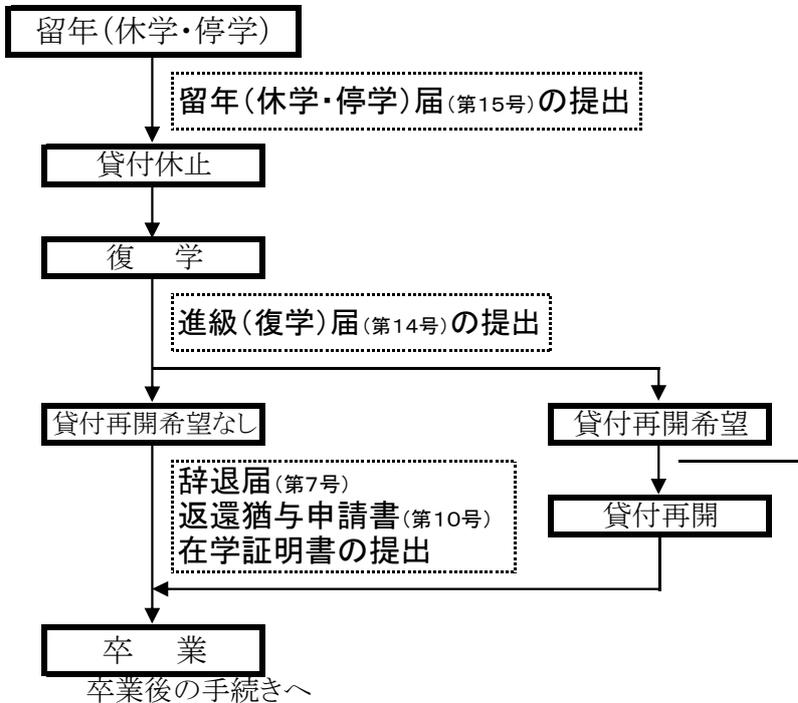 留年（休学・停学）
留年（休学・停学）届（第15号）の提出
貸付休止
復　学
進級（復学）届（第14号）の提出
貸付再開希望なし
貸付再開希望
辞退届（第7号）
返還猶予申請書（第10号）
在学証明書の提出
貸付再開
卒　業
卒業後の手続きへ